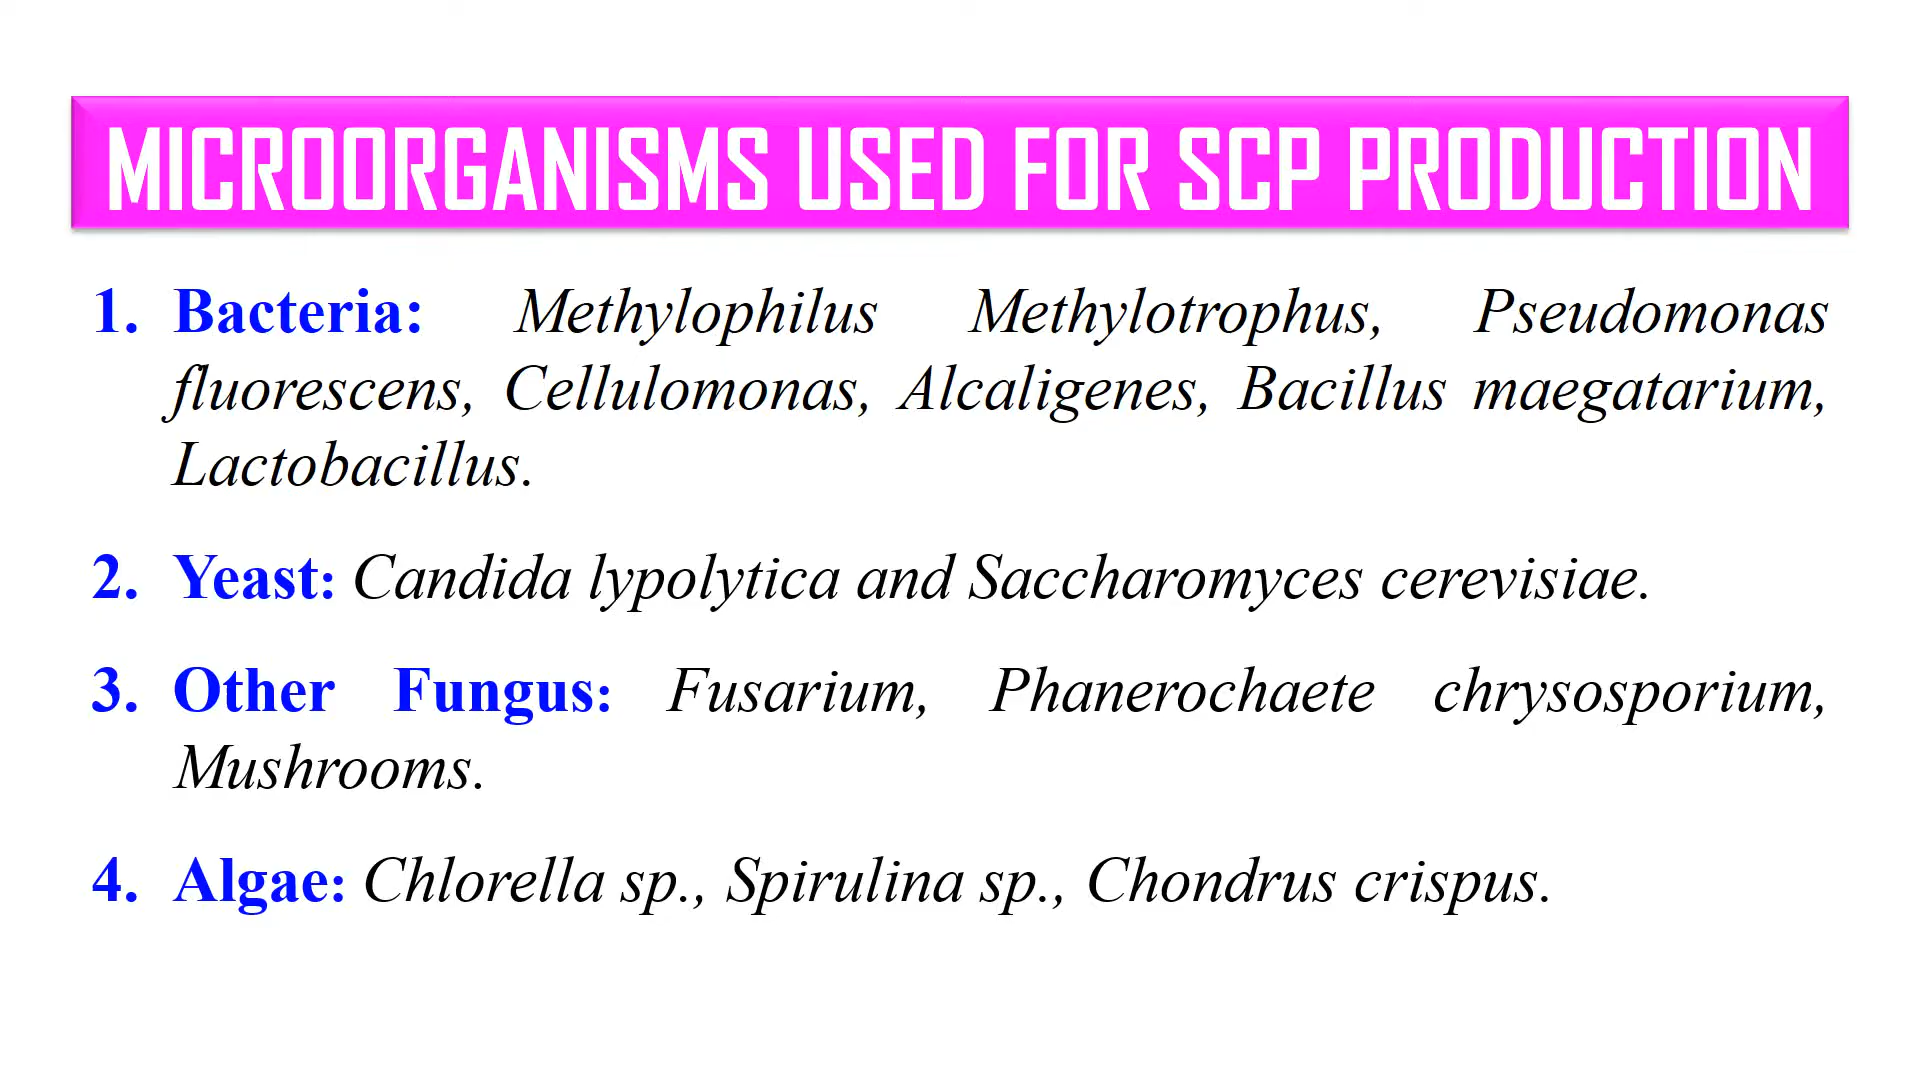 MICROORGANISMS USED FOR SCP PRODUCTION
1. Bacteria: Methylophilus Methylotrophus, Pseudomonas
fluorescens, Cellulomonas, Alcaligenes, Bacillus maegatarium,
Lactobacillus.
2. Yeast: Candida lypolytica and Saccharomyces cerevisiae.
3. Other Fungus: Fusarium, Phanerochaete chrysosporium,
Mushrooms.
4. Algae: Chlorella sp., Spirulina sp., Chondrus crispus.